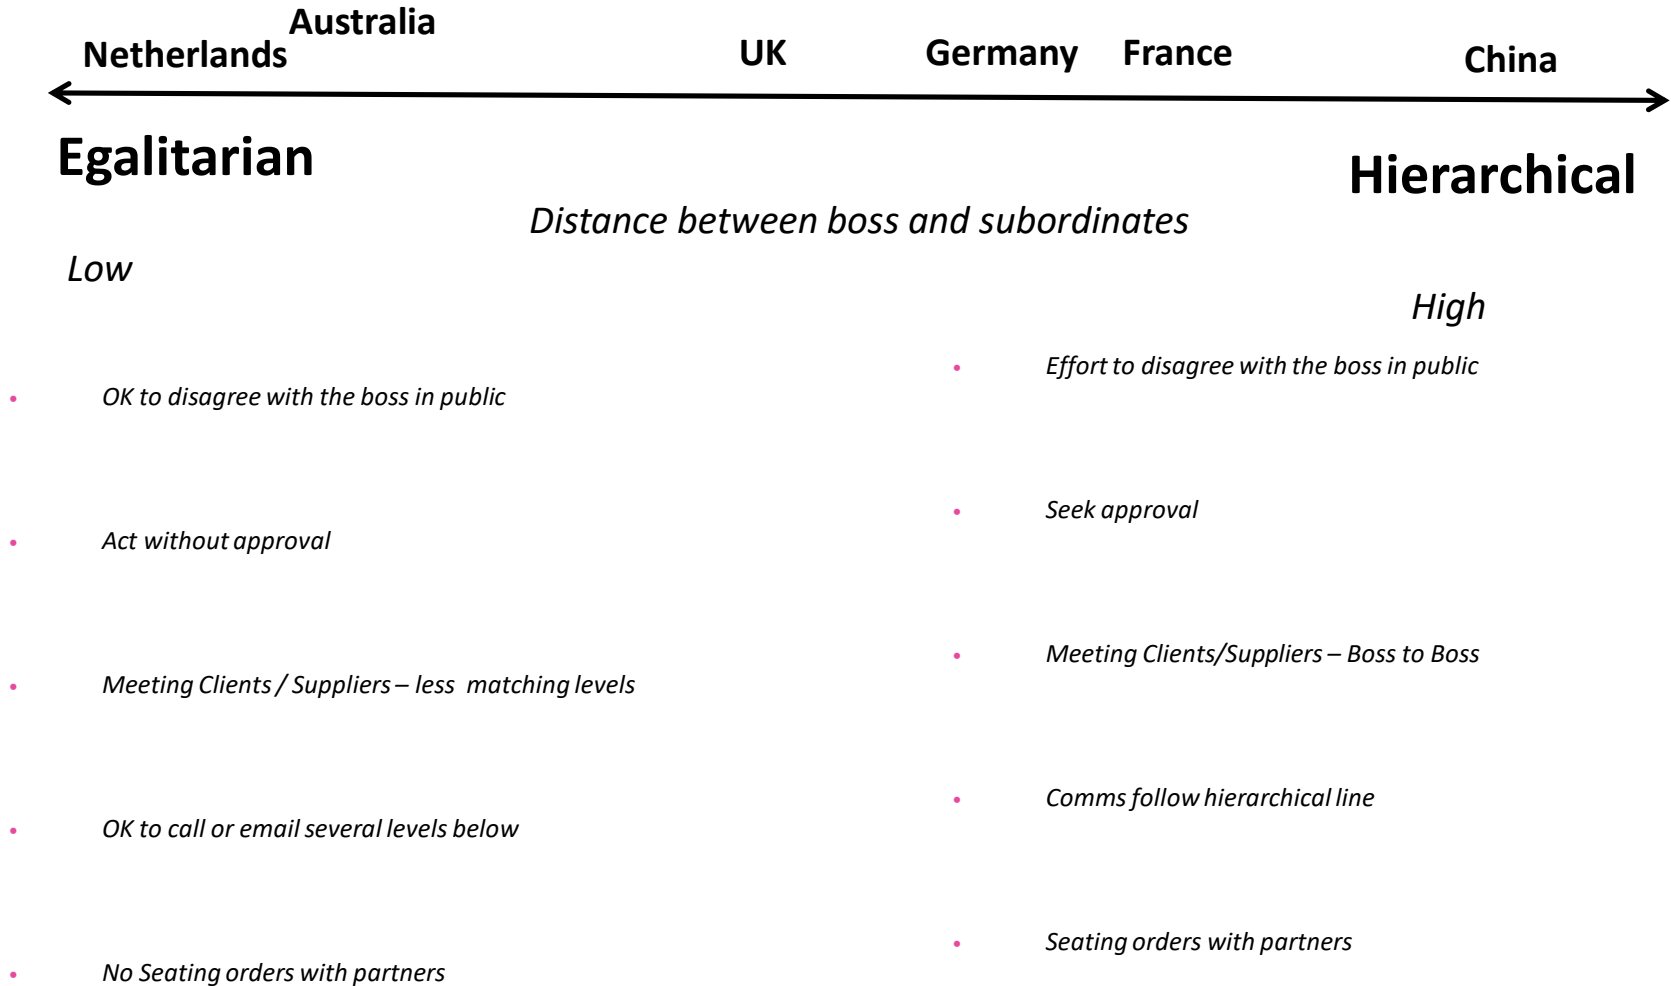 Australia
Netherlands
UK
Germany
France
China
Egalitarian
Hierarchical
Distance between boss and subordinates
Low
High
• OK to disagree with the boss in public
• Act without approval
• Meeting Clients / Suppliers – less  matching levels
• OK to call or email several levels below
• No Seating orders with partners
• Effort to disagree with the boss in public
• Seek approval
• Meeting Clients/Suppliers – Boss to Boss
• Comms follow hierarchical line
• Seating orders with partners